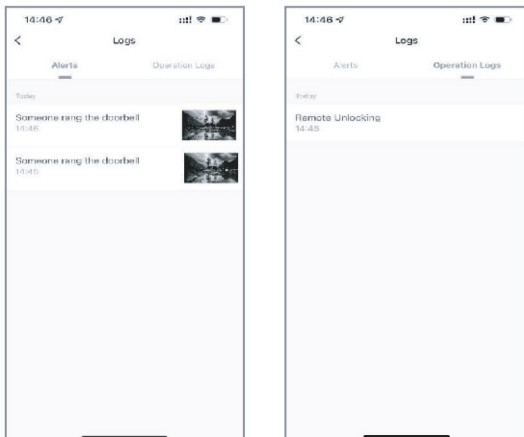 14:46
Logs
Alerts Operation Logs
Today
Someone rang the doorbell
14:46
Someone rang the doorbell
14:45
14:46
Logs
Alerts Operation Logs
Today
Remote Unlocking
14:45